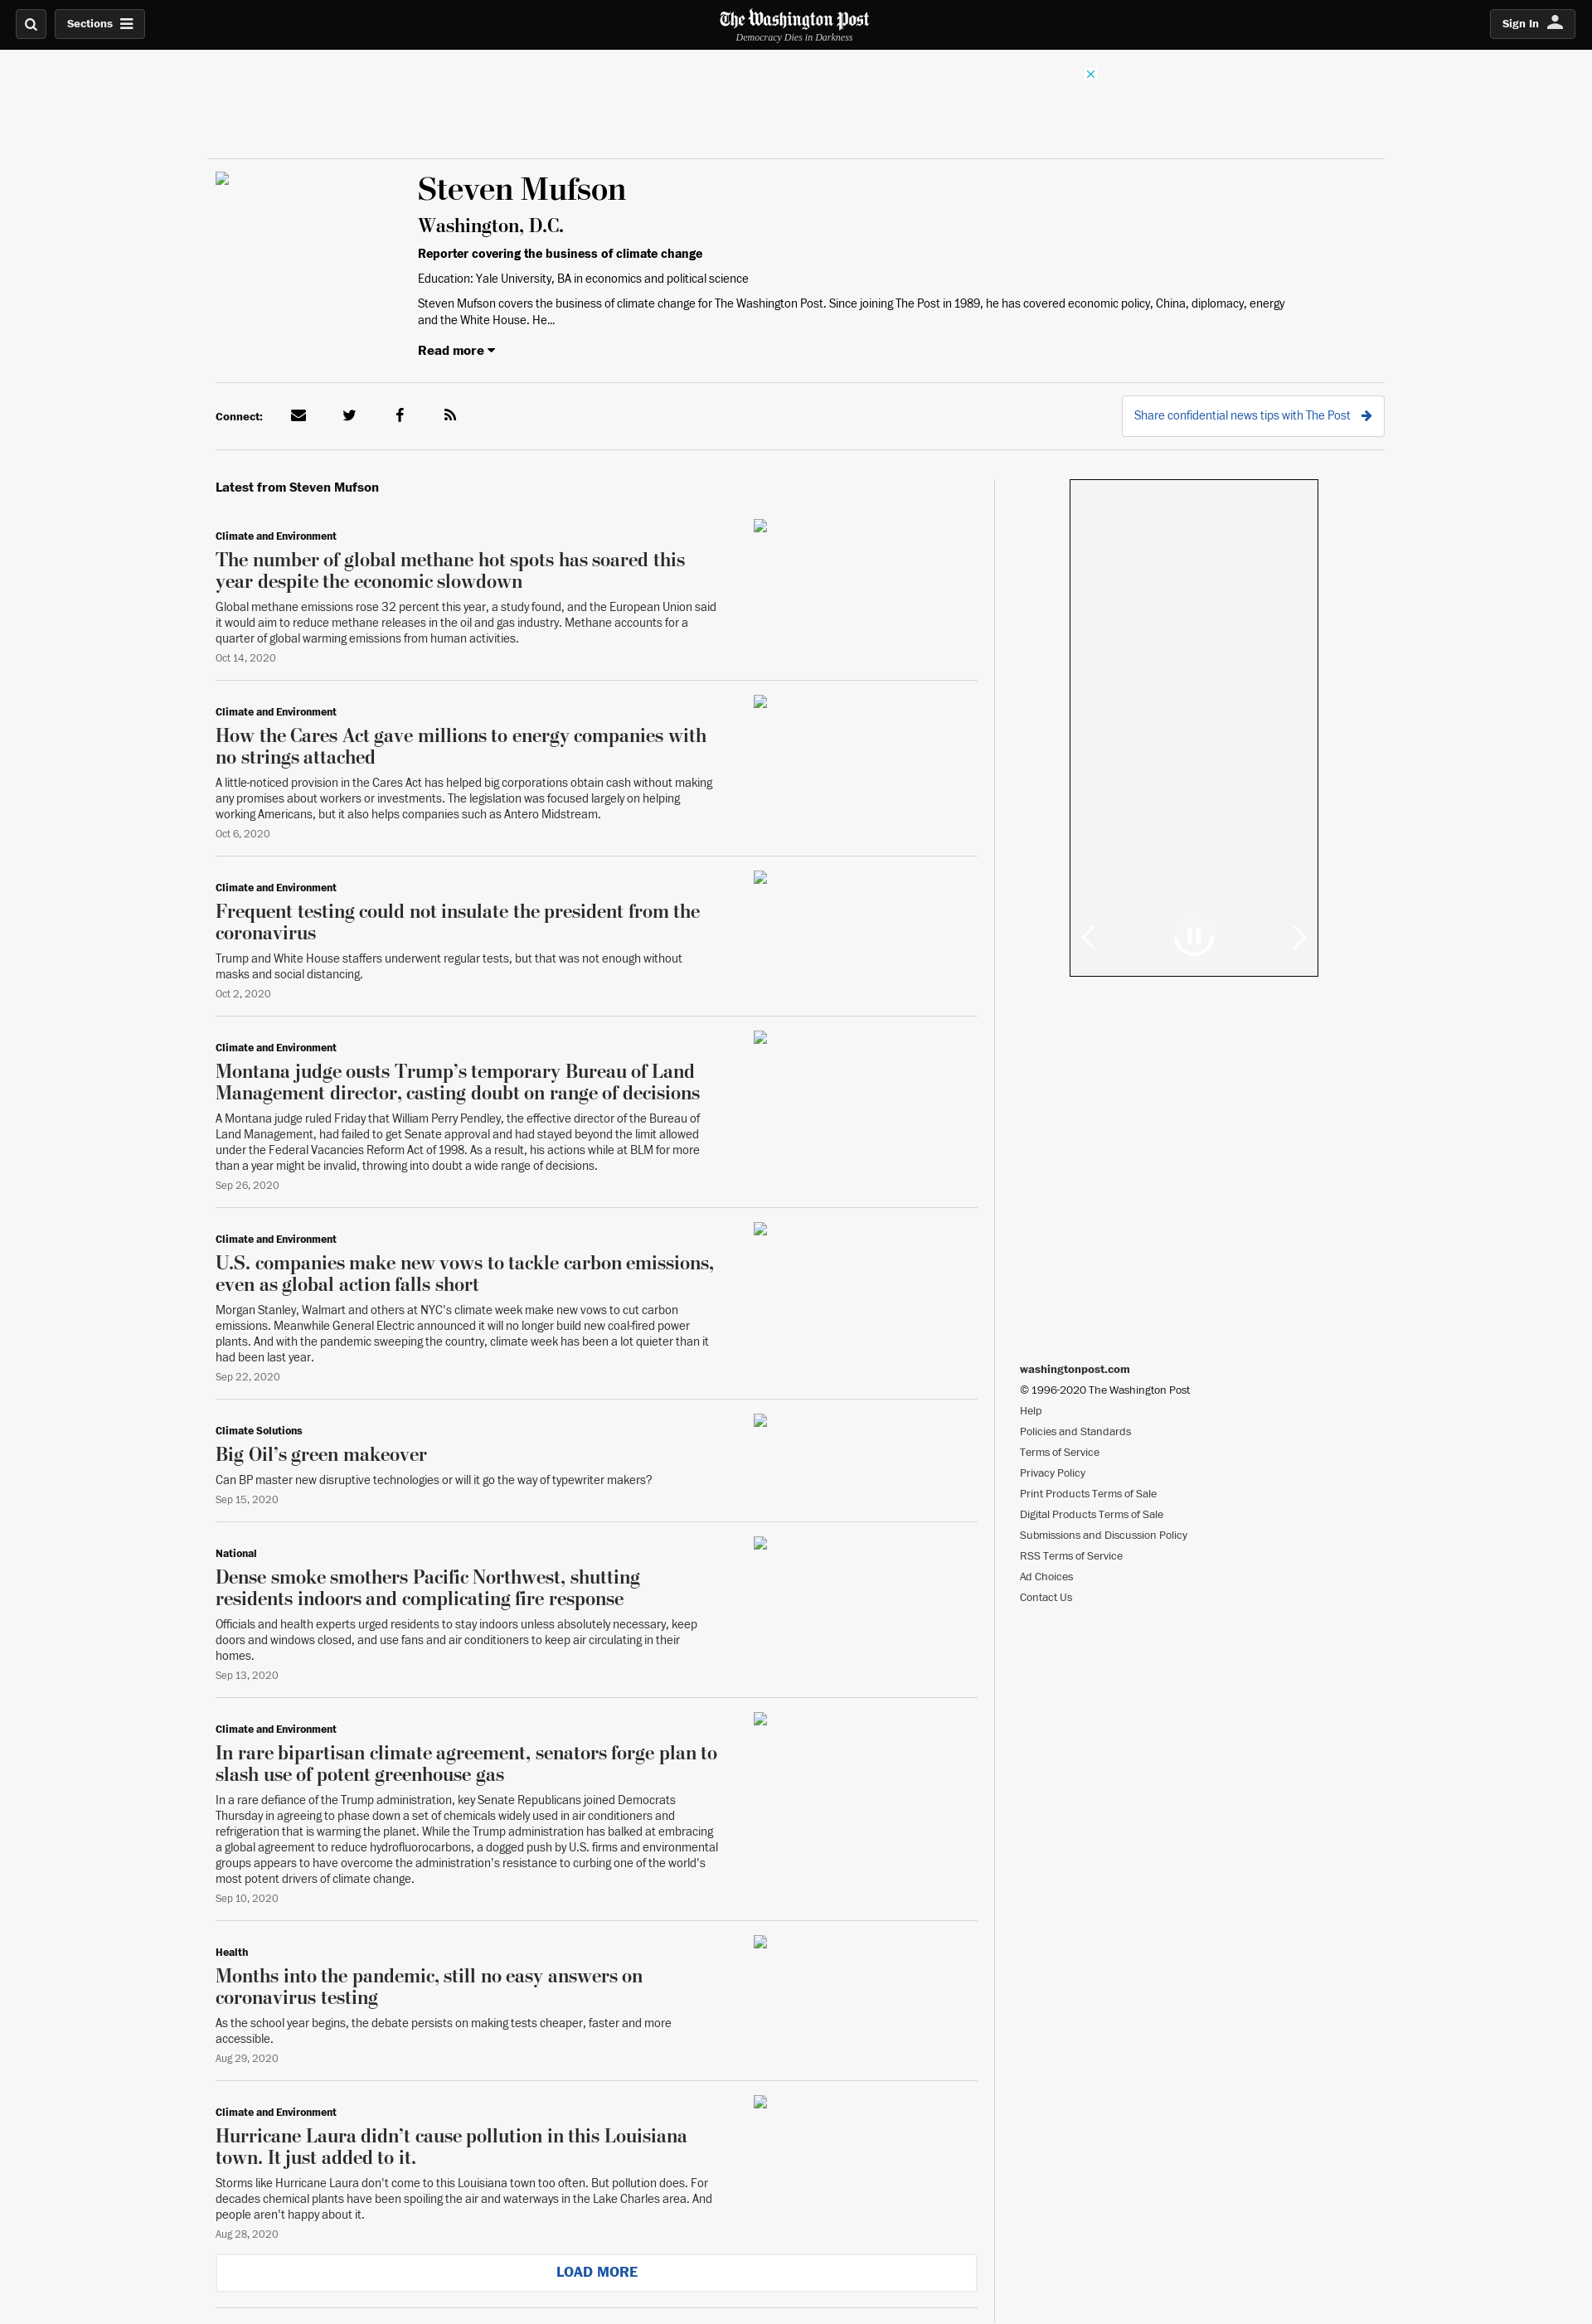 Sections
The Washington Post
Democracy Dies in Darkness
Sign In
Steven Mufson
Washington, D.C.
Reporter covering the business of climate change
Education: Yale University, BA in economics and political science
Steven Mufson covers the business of climate change for The Washington Post. Since joining The Post in 1989, he has covered economic policy, China, diplomacy, energy
and the White House. He...
Read more
Connect:
Share confidential news tips with The Post
Latest from Steven Mufson
Climate and Environment
The number of global methane hot spots has soared this
year despite the economic slowdown
Global methane emissions rose 32 percent this year, a study found, and the European Union said
it would aim to reduce methane releases in the oil and gas industry. Methane accounts for a
quarter of global warming emissions from human activities.
Oct 14, 2020
Climate and Environment
How the Cares Act gave millions to energy companies with
no strings attached
A little-noticed provision in the Cares Act has helped big corporations obtain cash without making
any promises about workers or investments. The legislation was focused largely on helping
working Americans, but it also helps companies such as Antero Midstream.
Oct 6, 2020
Climate and Environment
Frequent testing could not insulate the president from the
coronavirus
Trump and White House staffers underwent regular tests, but that was not enough without
masks and social distancing.
Oct 2, 2020
Climate and Environment
Montana judge ousts Trump’s temporary Bureau of Land
Management director, casting doubt on range of decisions
A Montana judge ruled Friday that William Perry Pendley, the effective director of the Bureau of
Land Management, had failed to get Senate approval and had stayed beyond the limit allowed
under the Federal Vacancies Reform Act of 1998. As a result, his actions while at BLM for more
than a year might be invalid, throwing into doubt a wide range of decisions.
Sep 26, 2020
Climate and Environment
U.S. companies make new vows to tackle carbon emissions,
even as global action falls short
Morgan Stanley, Walmart and others at NYC's climate week make new vows to cut carbon
emissions. Meanwhile General Electric announced it will no longer build new coal-fired power
plants. And with the pandemic sweeping the country, climate week has been a lot quieter than it
had been last year.
Sep 22, 2020
Climate Solutions
Big Oil’s green makeover
Can BP master new disruptive technologies or will it go the way of typewriter makers?
Sep 15, 2020
National
Dense smoke smothers Pacific Northwest, shutting
residents indoors and complicating fire response
Officials and health experts urged residents to stay indoors unless absolutely necessary, keep
doors and windows closed, and use fans and air conditioners to keep air circulating in their
homes.
Sep 13, 2020
Climate and Environment
In rare bipartisan climate agreement, senators forge plan to
slash use of potent greenhouse gas
In a rare defiance of the Trump administration, key Senate Republicans joined Democrats
Thursday in agreeing to phase down a set of chemicals widely used in air conditioners and
refrigeration that is warming the planet. While the Trump administration has balked at embracing
a global agreement to reduce hydrofluorocarbons, a dogged push by U.S. firms and environmental
groups appears to have overcome the administration's resistance to curbing one of the world's
most potent drivers of climate change.
Sep 10, 2020
Health
Months into the pandemic, still no easy answers on
coronavirus testing
As the school year begins, the debate persists on making tests cheaper, faster and more
accessible.
Aug 29, 2020
Climate and Environment
Hurricane Laura didn’t cause pollution in this Louisiana
town. It just added to it.
Storms like Hurricane Laura don't come to this Louisiana town too often. But pollution does. For
decades chemical plants have been spoiling the air and waterways in the Lake Charles area. And
people aren't happy about it.
Aug 28, 2020
LOAD MORE
washingtonpost.com
© 1996-2020 The Washington Post
Help
Policies and Standards
Terms of Service
Privacy Policy
Print Products Terms of Sale
Digital Products Terms of Sale
Submissions and Discussion Policy
RSS Terms of Service
Ad Choices
Contact Us